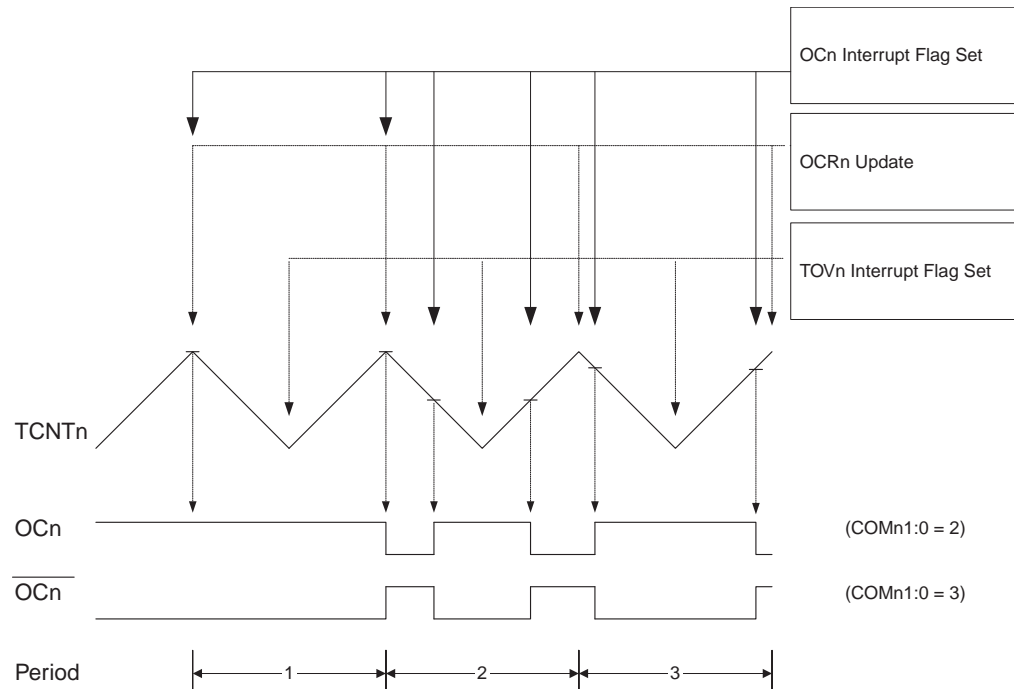 OCn Interrupt Flag Set
OCRn Update
TOVn Interrupt Flag Set
TCNTn
OCn
(COMn1:0 = 2)
OCn
(COMn1:0 = 3)
Period
1
2
3